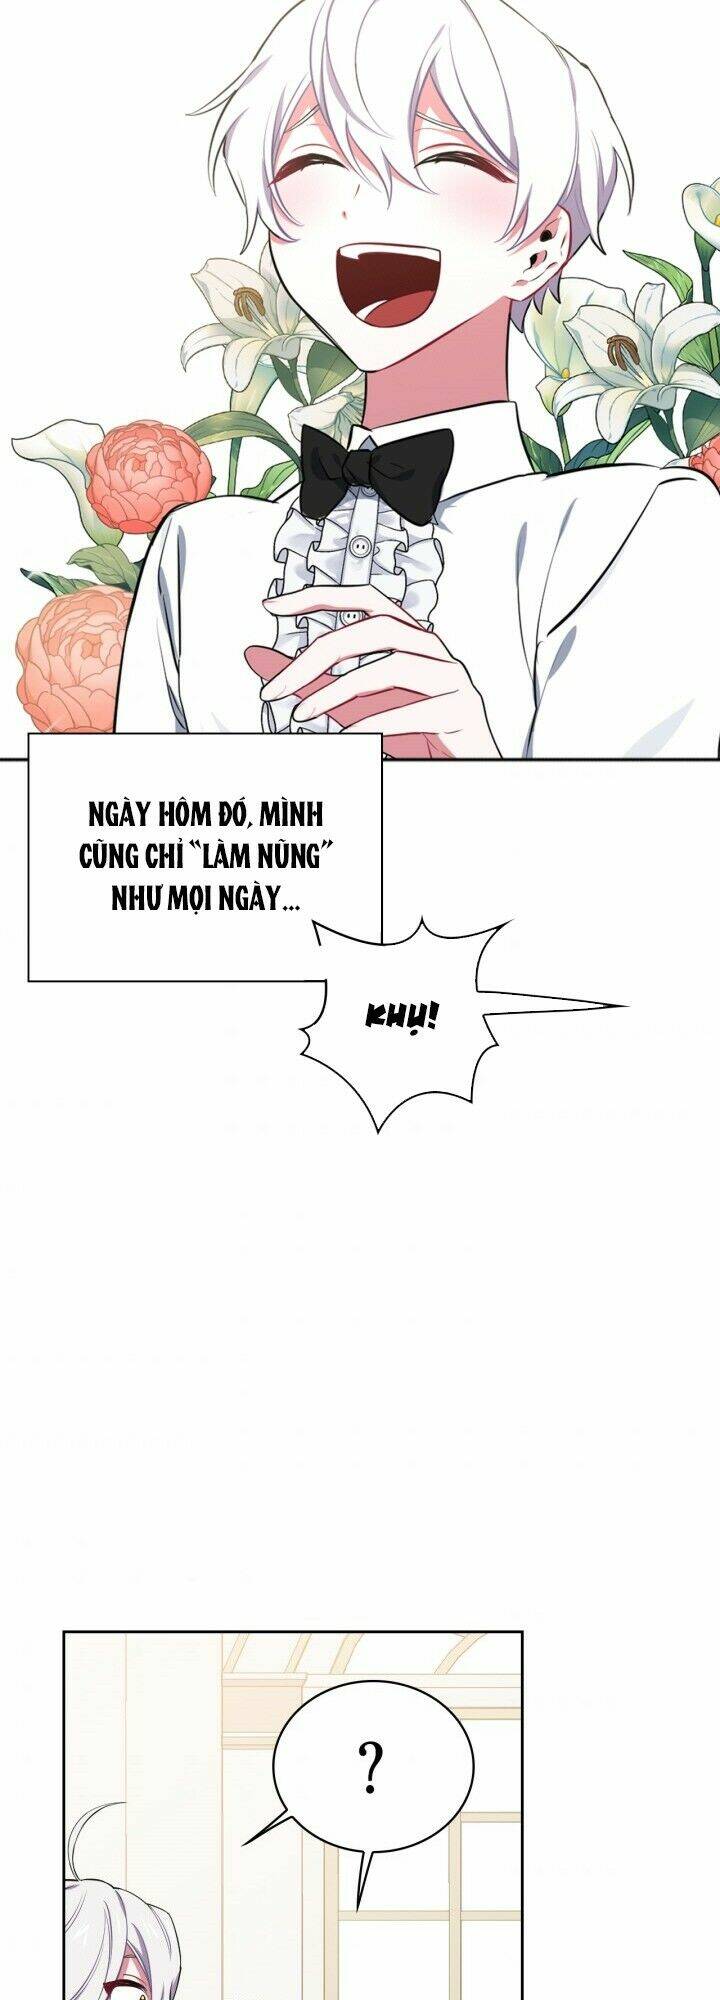 NGÀY HÔM ĐÓ, MÌNH
CŨNG CHỈ “LÀM NŨNG”
NHƯ MỌI NGÀY...
KHỤ!
?